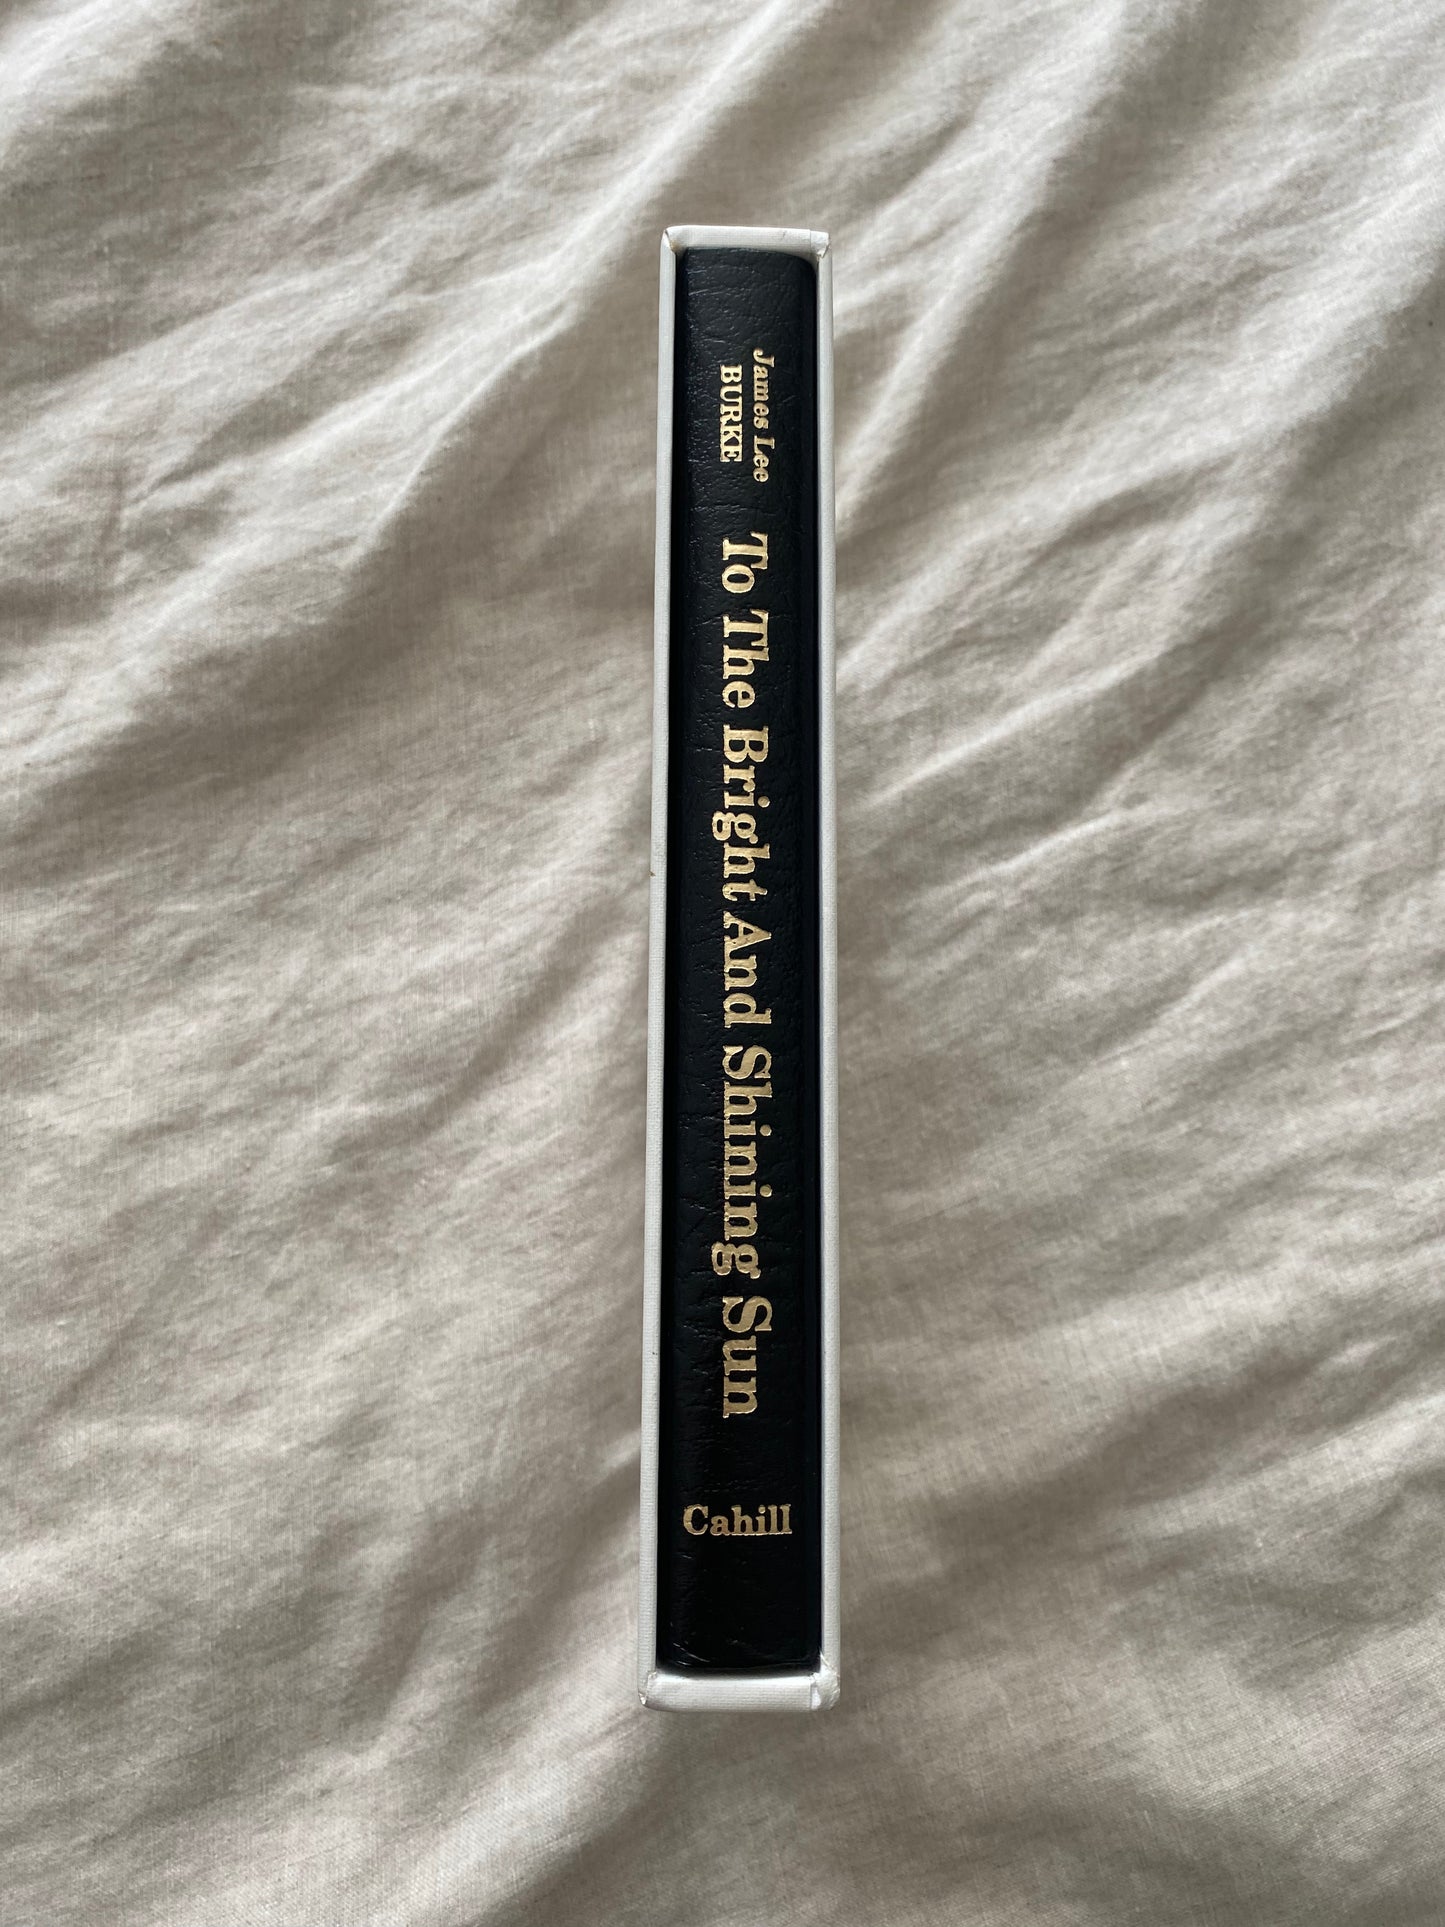 James Lee
BURKE
To The Bright And Shining Sun
Cahill